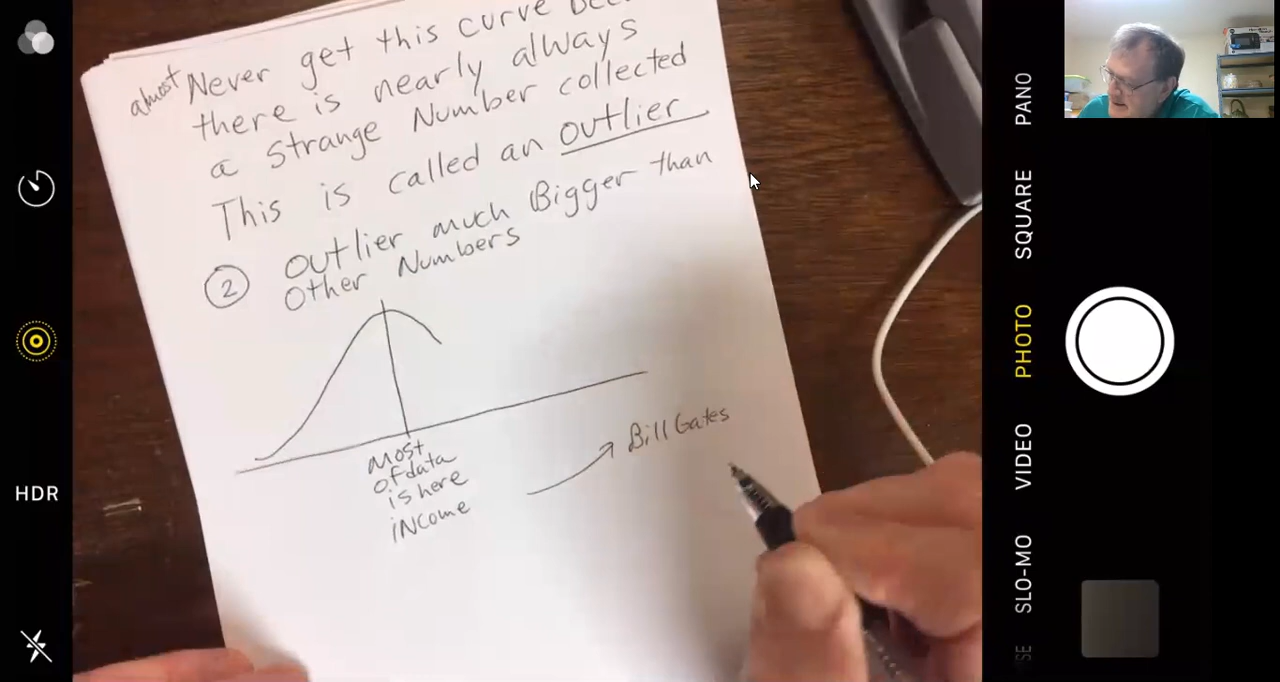 almost Never get this curve
there is nearly always
a strange Number collected
This is called an outlier
2 outlier much Bigger than
Other Numbers
most
of data
is here
iNcome
Bill Gates
HDR
PANO
SQUARE
PHOTO
VIDEO
SLO-MO
SE